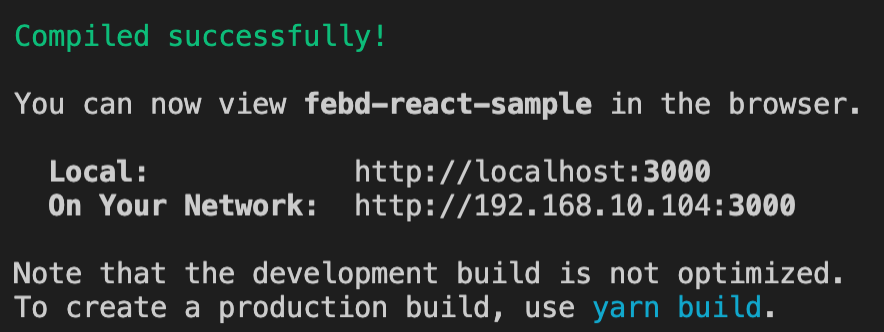 Compiled successfully!
You can now view febd-react-sample in the browser.
Local: http://localhost:3000
On Your Network: http://192.168.10.104:3000
Note that the development build is not optimized.
To create a production build, use yarn build.